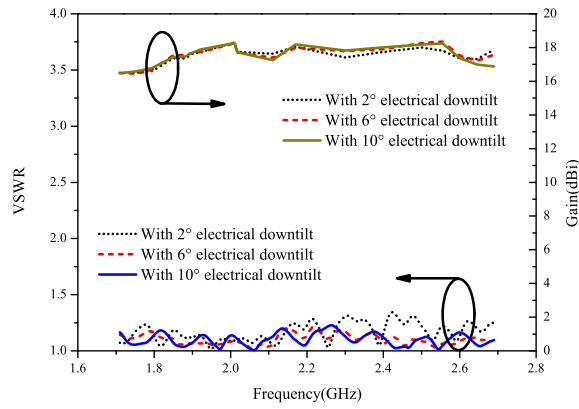 4.0
3.5
3.0
2.5
2.0
1.5
1.0
VSWR
20
18
16
14
12
10
8
6
4
2
0
Gain(dBi)
With 2° electrical downtilt
With 6° electrical downtilt
With 10° electrical downtilt
With 2° electrical downtilt
With 6° electrical downtilt
With 10° electrical downtilt
1.6
1.8
2.0
2.2
2.4
2.6
2.8
Frequency(GHz)